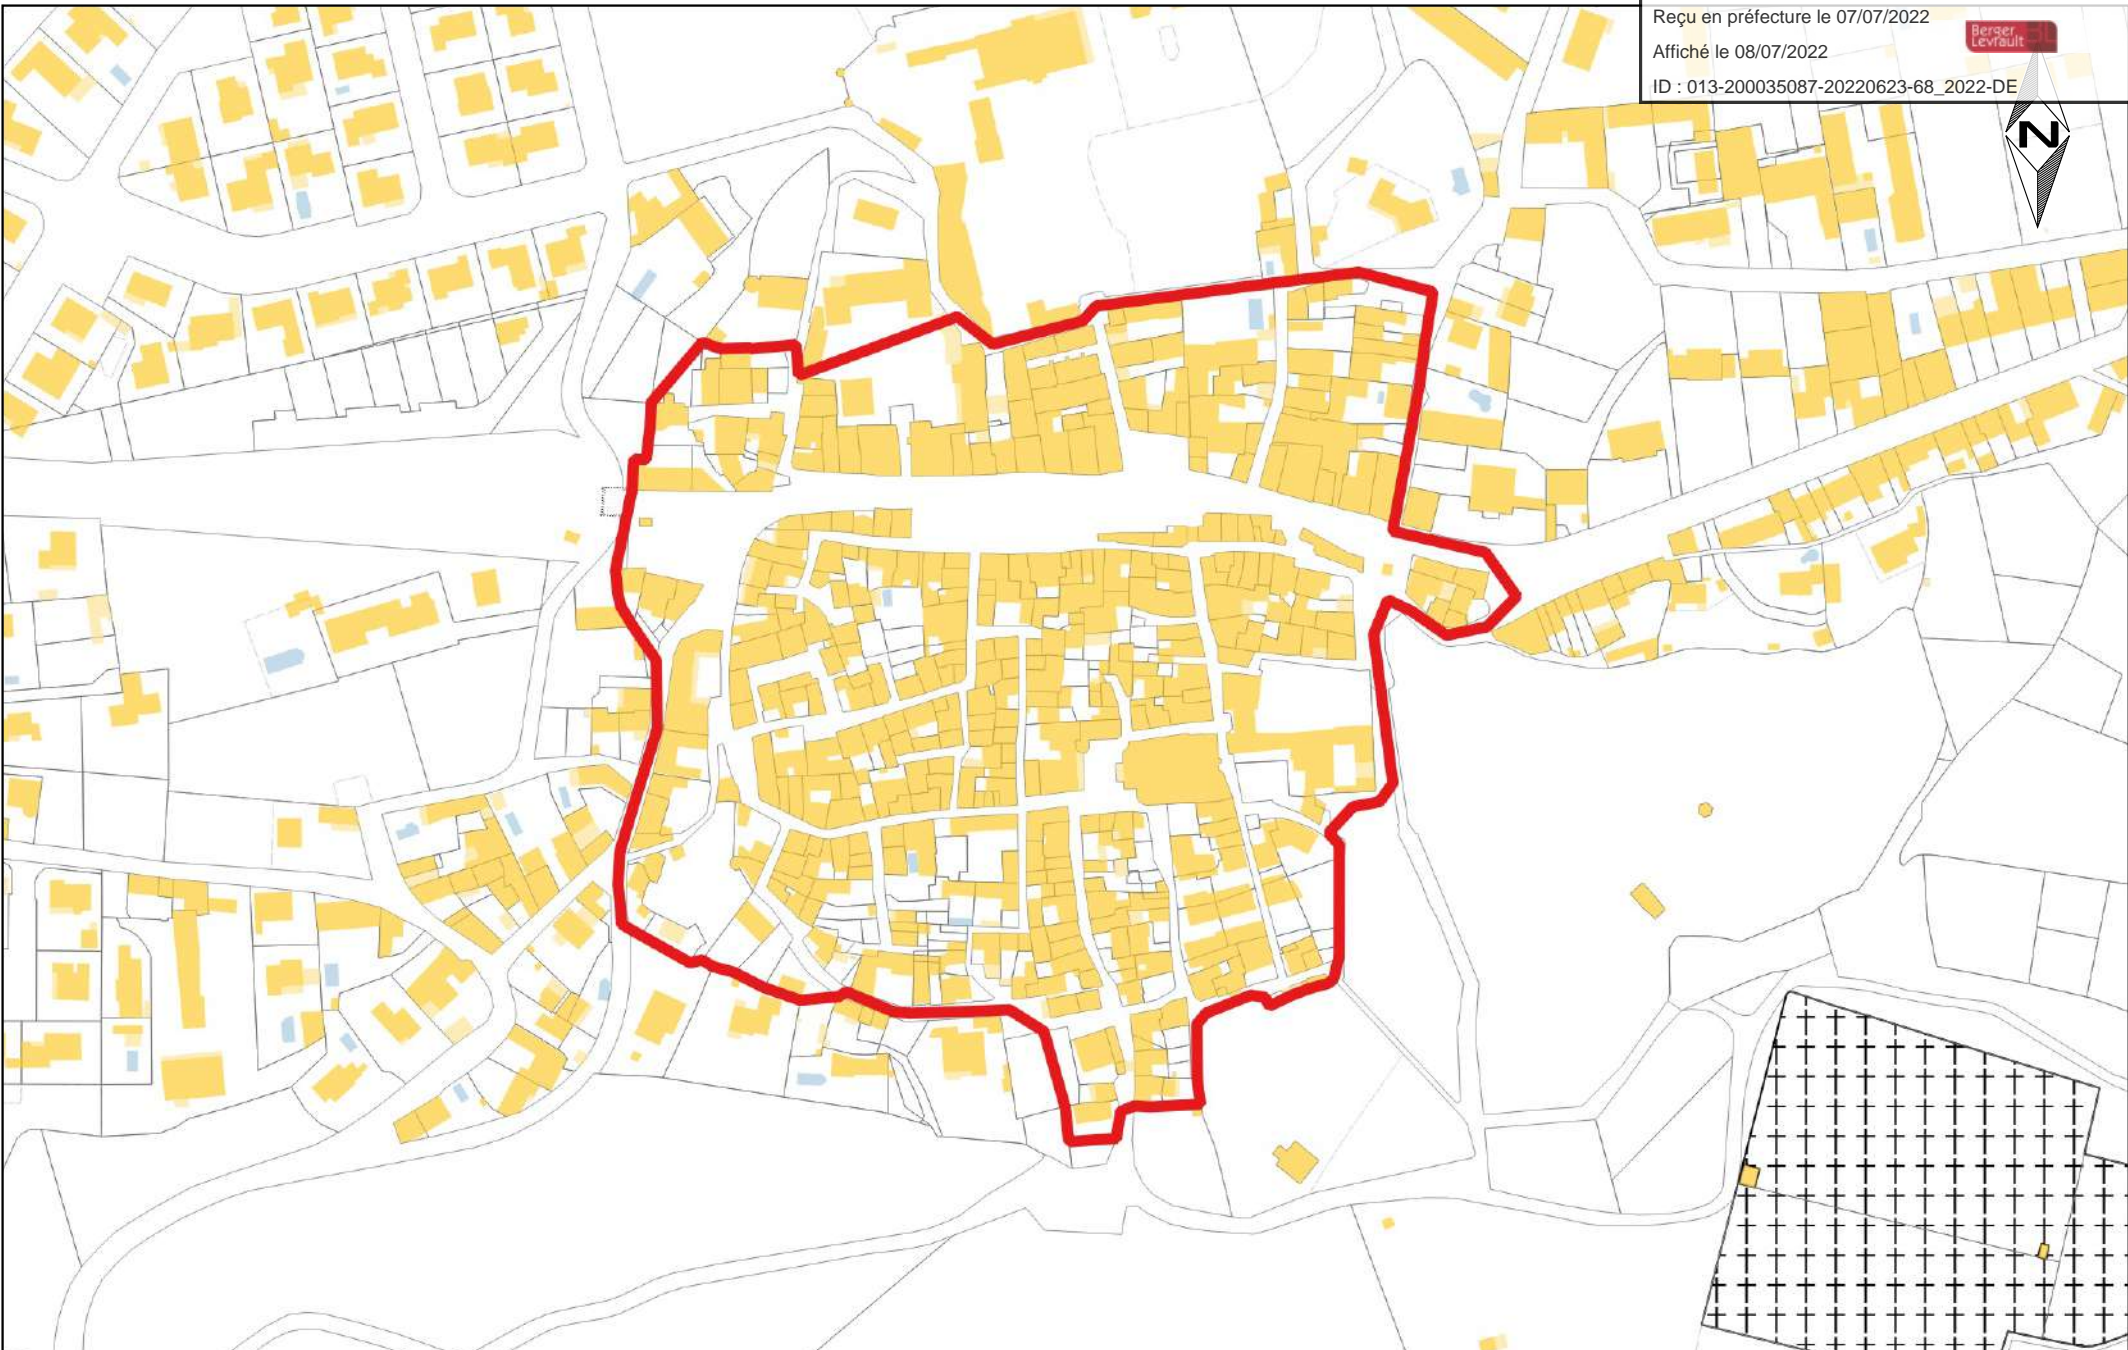 Reçu en préfecture le 07/07/2022
Affiché le 08/07/2022
ID : 013-200035087-20220623-68_2022-DE
Berger
Levrault
N